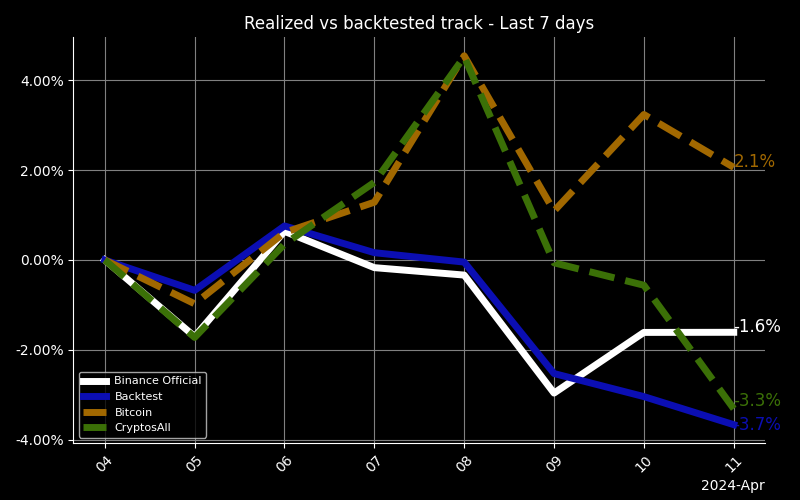 Realized vs backtested track - Last 7 days
4.00%
2.00%
0.00%
-2.00%
-4.00%
2.1%
-1.6%
-3.3%
-3.7%
Binance Official
Backtest
Bitcoin
CryptosAll
04 05 06 07 08 09 10 11
2024-Apr